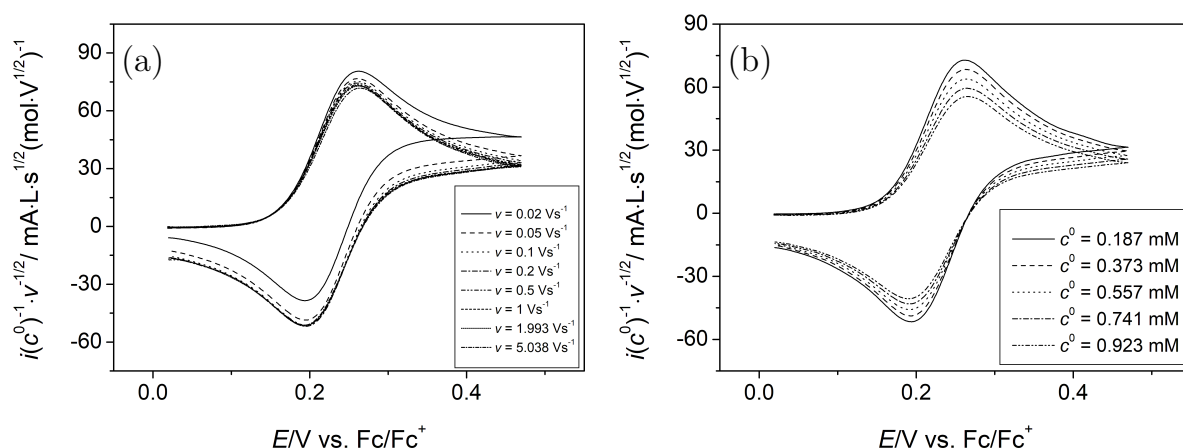 (a)
90
60
30
0
-30
-60
0.0 0.2 0.4
i(c⁰)⁻¹·v⁻¹/²/ mA·L·s¹/²(mol·V¹/²)⁻¹
E/V vs. Fc/Fc⁺
v = 0.02 Vs⁻¹
v = 0.05 Vs⁻¹
v = 0.1 Vs⁻¹
v = 0.2 Vs⁻¹
v = 0.5 Vs⁻¹
v = 1 Vs⁻¹
v = 1.993 Vs⁻¹
v = 5.038 Vs⁻¹
(b)
90
60
30
0
-30
-60
0.0 0.2 0.4
i(c⁰)⁻¹·v⁻¹/²/ mA·L·s¹/²(mol·V¹/²)⁻¹
E/V vs. Fc/Fc⁺
c⁰ = 0.187 mM
c⁰ = 0.373 mM
c⁰ = 0.557 mM
c⁰ = 0.741 mM
c⁰ = 0.923 mM